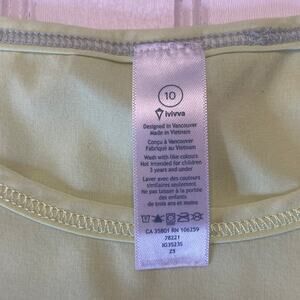 10
ivivva
Designed in Vancouver
Made in Vietnam
Conçu à Vancouver
Fabriqué au Vietnam
Wash with like colours
Not intended for children
3 years and under
Laver avec des couleurs
similaires seulement
Ne pas laisser à la portée
des enfants
de trois ans et moins
CA 35801 RN 106259
78221
IG3523S
Z3